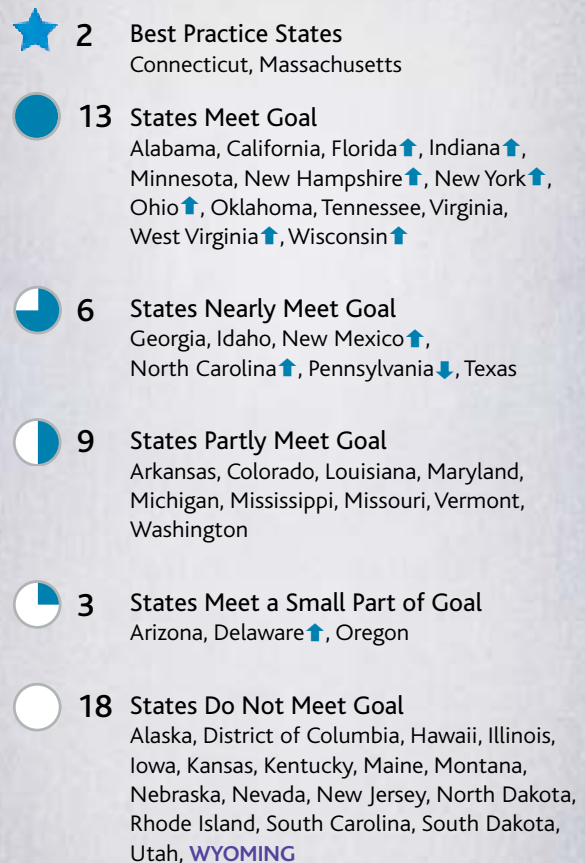 2 Best Practice States
Connecticut, Massachusetts
13 States Meet Goal
Alabama, California, Florida⬆, Indiana⬆,
Minnesota, New Hampshire⬆, New York⬆,
Ohio⬆, Oklahoma, Tennessee, Virginia,
West Virginia⬆, Wisconsin⬆
6 States Nearly Meet Goal
Georgia, Idaho, New Mexico⬆,
North Carolina⬆, Pennsylvania⬇, Texas
9 States Partly Meet Goal
Arkansas, Colorado, Louisiana, Maryland,
Michigan, Mississippi, Missouri, Vermont,
Washington
3 States Meet a Small Part of Goal
Arizona, Delaware⬆, Oregon
18 States Do Not Meet Goal
Alaska, District of Columbia, Hawaii, Illinois,
Iowa, Kansas, Kentucky, Maine, Montana,
Nebraska, Nevada, New Jersey, North Dakota,
Rhode Island, South Carolina, South Dakota,
Utah, WYOMING